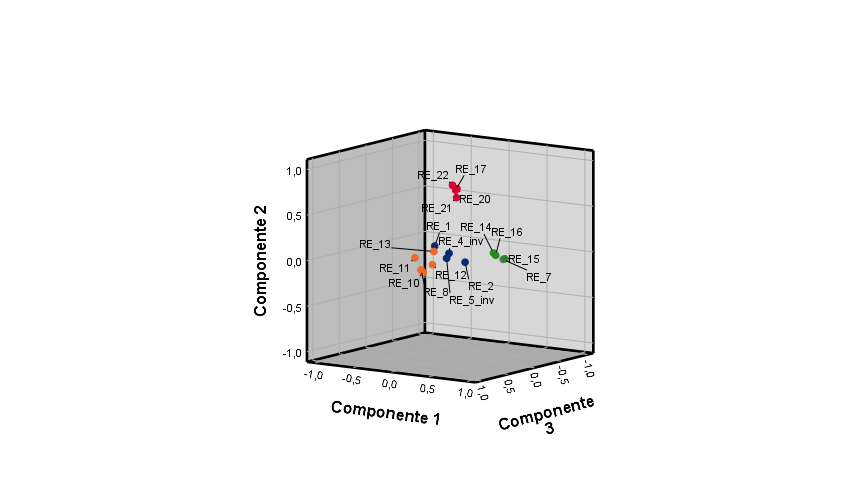 Componente 2
1,0
0,5
0,0
-0,5
-1,0
RE_22
RE_17
RE_20
RE_21
RE_1
RE_14
RE_16
RE_13
RE_4_inv
RE_11
RE_12
RE_15
RE_7
RE_10
RE_8
RE_2
RE_5_inv
-1,0
-0,5
0,0
0,5
1,0
Componente 1
1,0
0,5
0,0
-0,5
-1,0
Componente
3